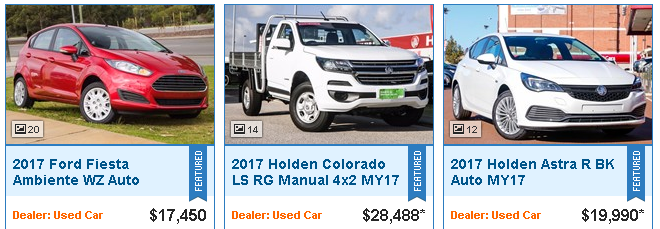 20
14
12
2017 Ford Fiesta
Ambiente WZ Auto
FEATURED
Dealer: Used Car
$17,450
2017 Holden Colorado
LS RG Manual 4x2 MY17
FEATURED
Dealer: Used Car
$28,488*
2017 Holden Astra R BK
Auto MY17
FEATURED
Dealer: Used Car
$19,990*